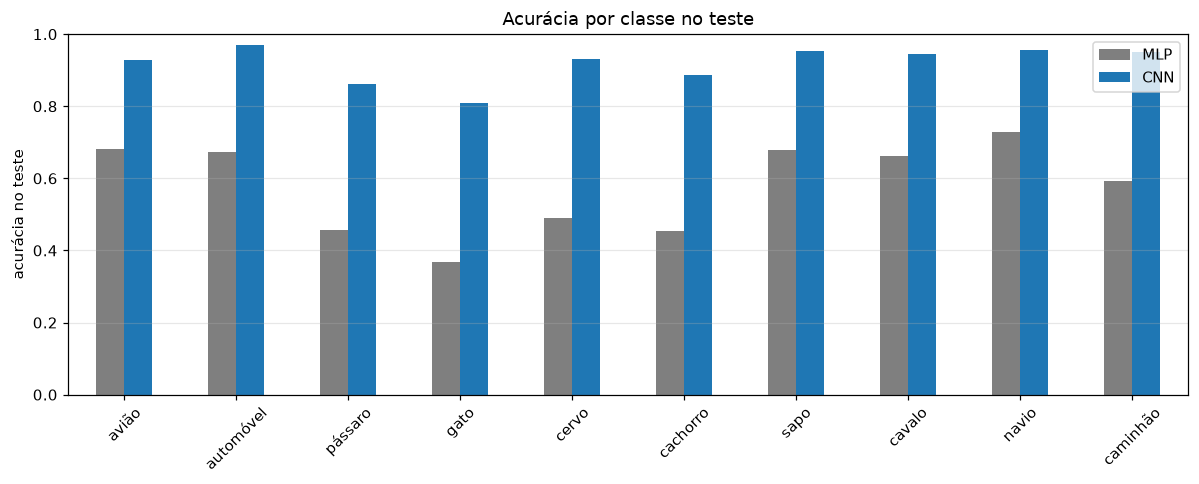 Acurácia por classe no teste
acurácia no teste
1.0
0.8
0.6
0.4
0.2
0.0
MLP
CNN
avião
automóvel
pássaro
gato
cervo
cachorro
sapo
cavalo
navio
caminhão